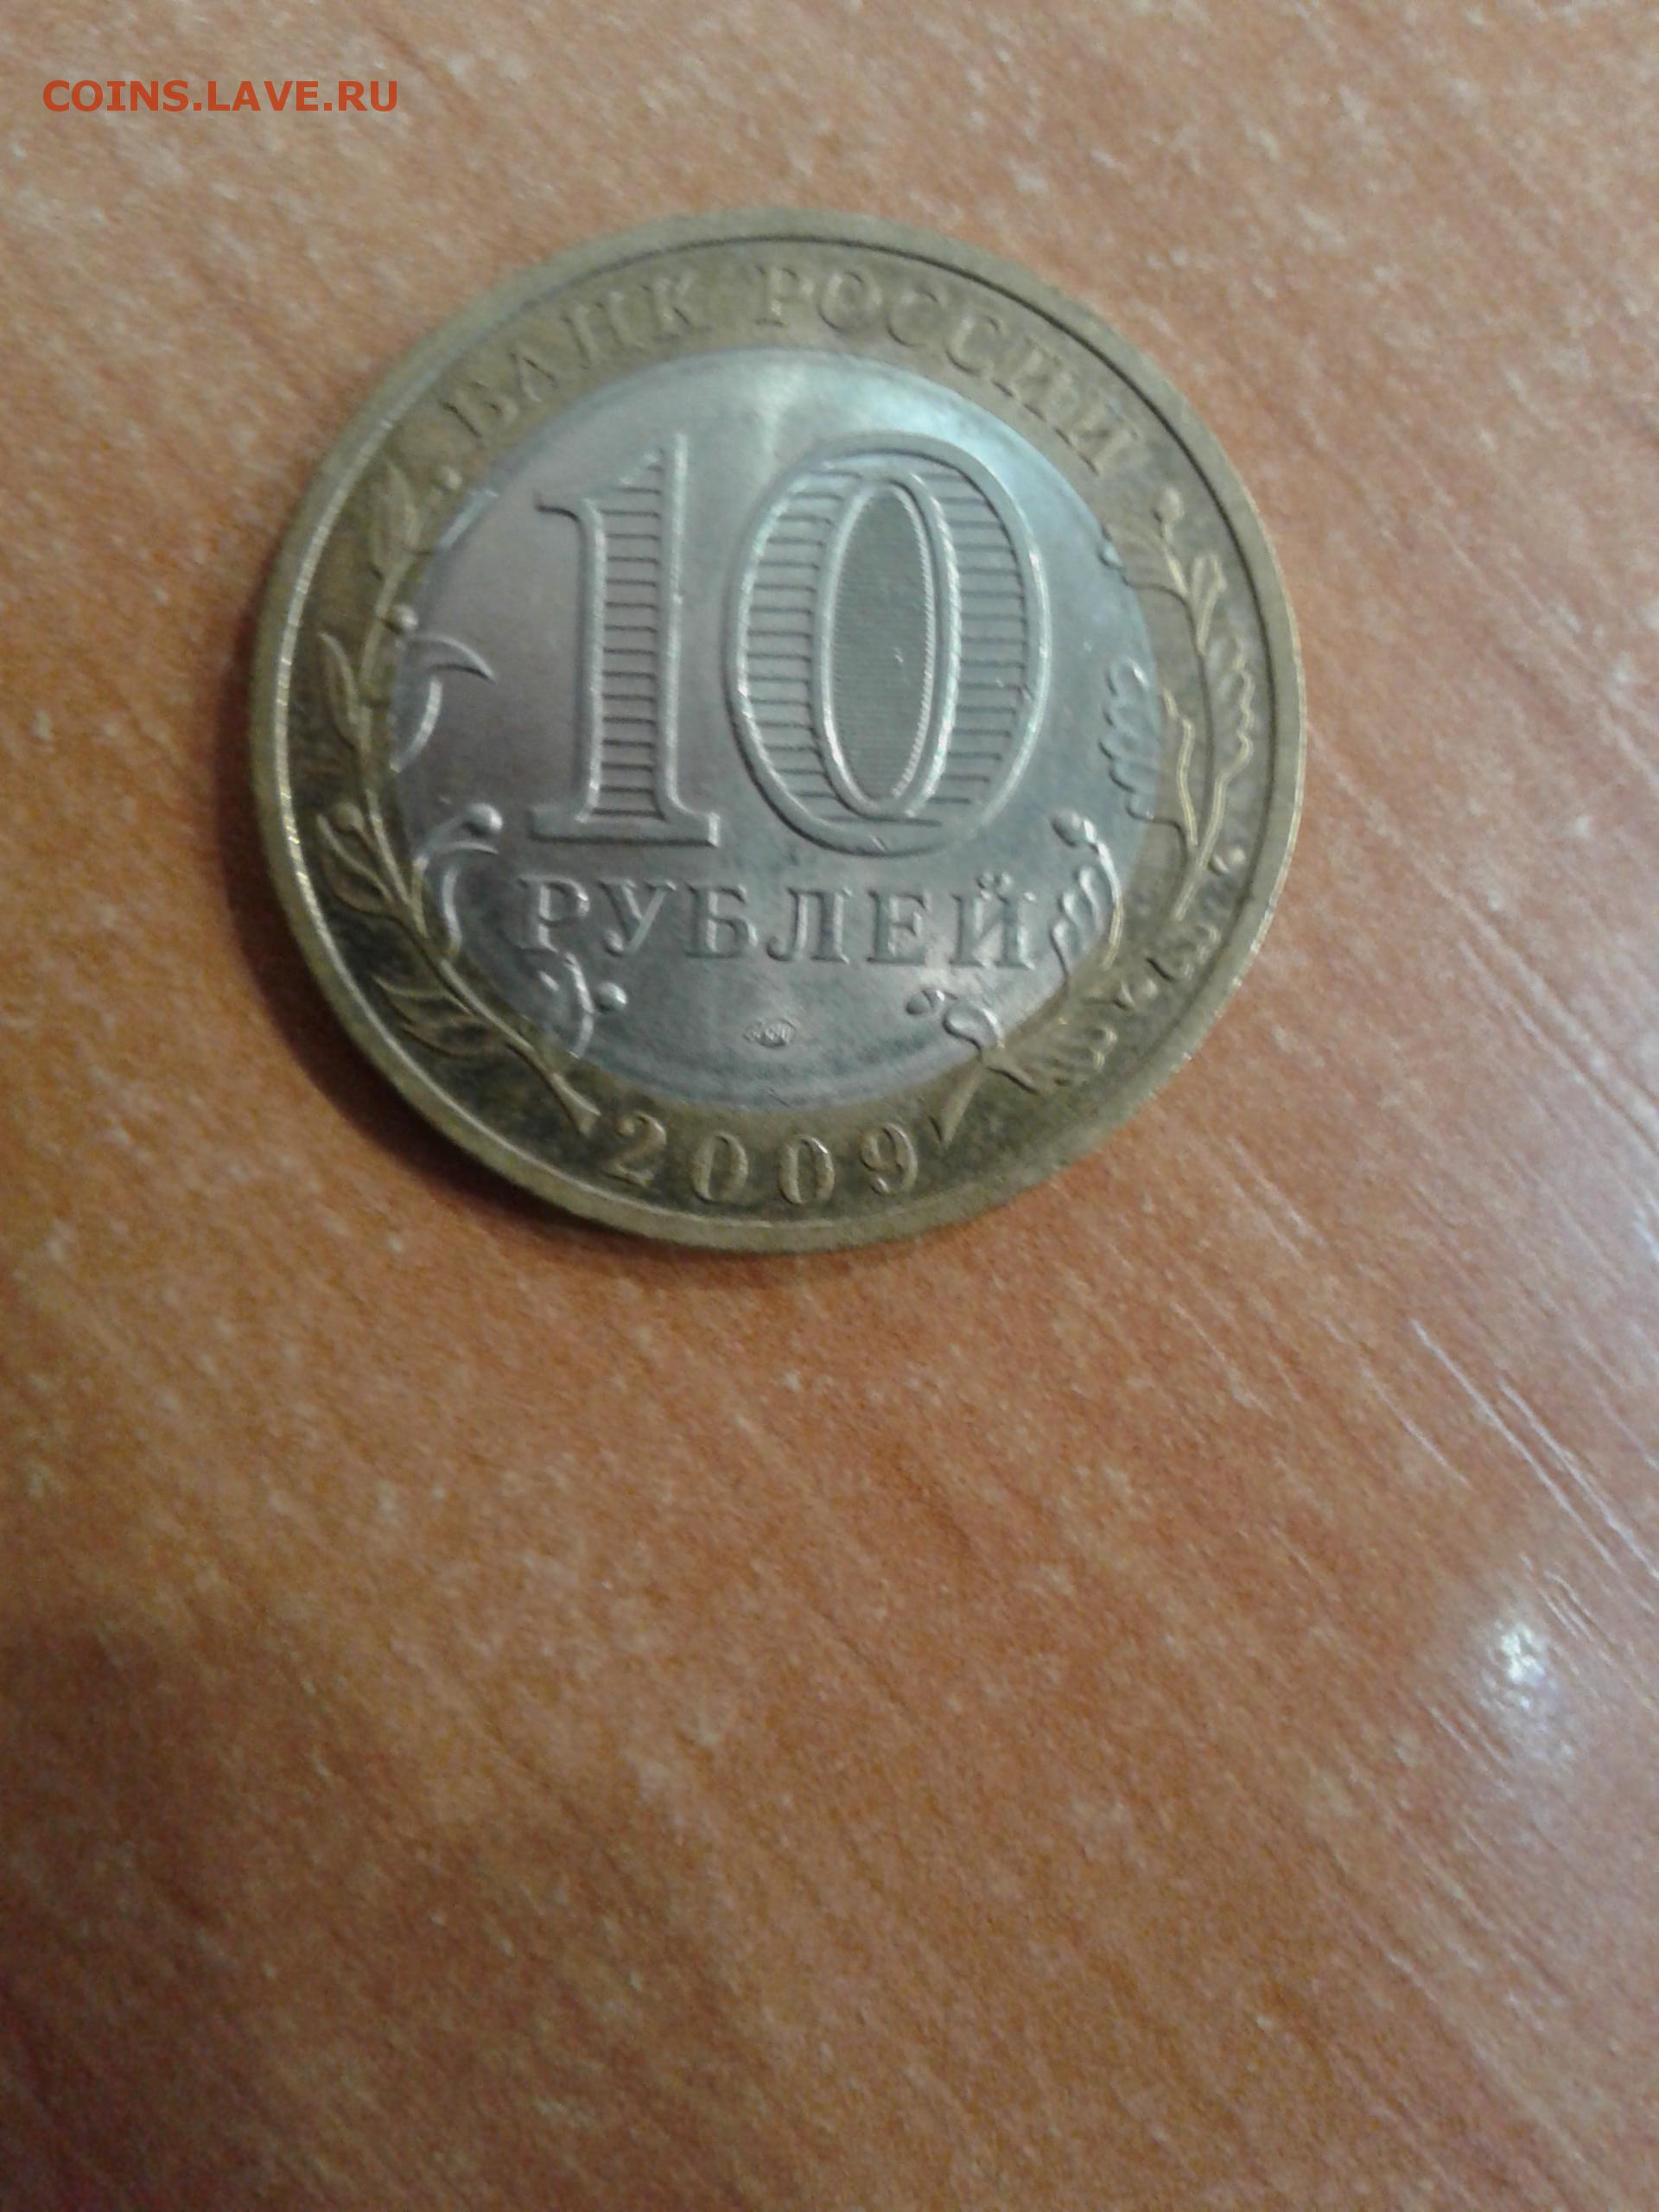 COINS.LAVE.RU
БАНК РОССИИ
10
РУБЛЕЙ
2009